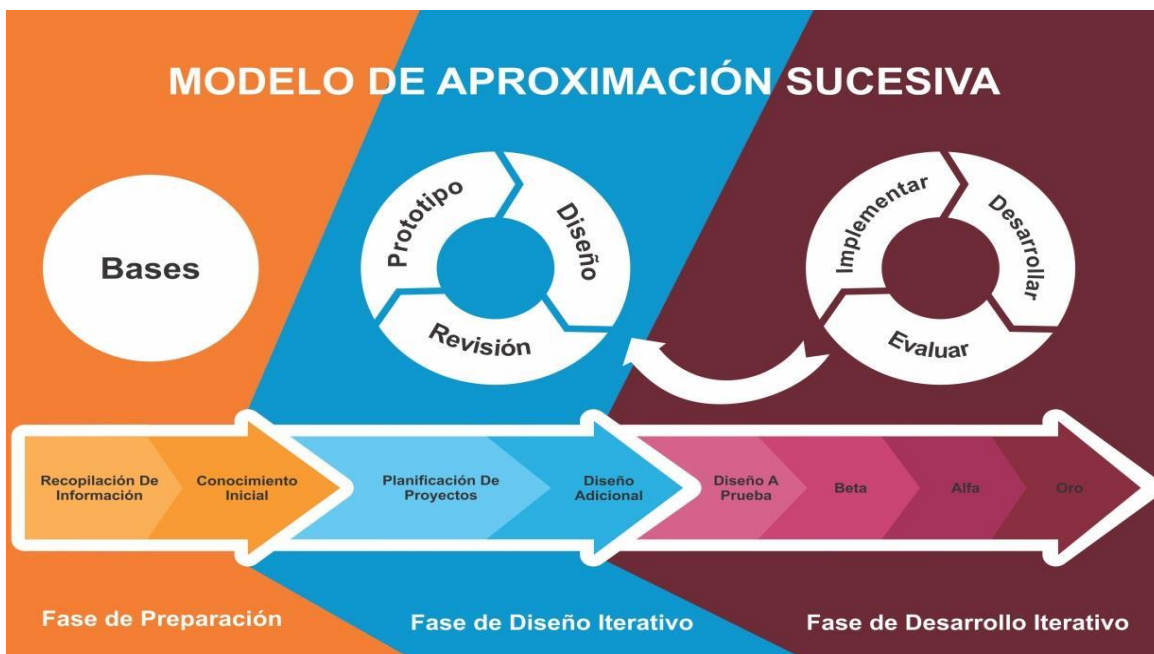 MODELO DE APROXIMACIÓN SUCESIVA
Bases
Prototipo
Diseño
Revisión
Implementar
Desarrollar
Evaluar
Recopilación De
Información
Conocimiento
Inicial
Planificación De
Proyectos
Diseño
Adicional
Diseño A
Prueba
Beta
Alfa
Oro
Fase de Preparación
Fase de Diseño Iterativo
Fase de Desarrollo Iterativo